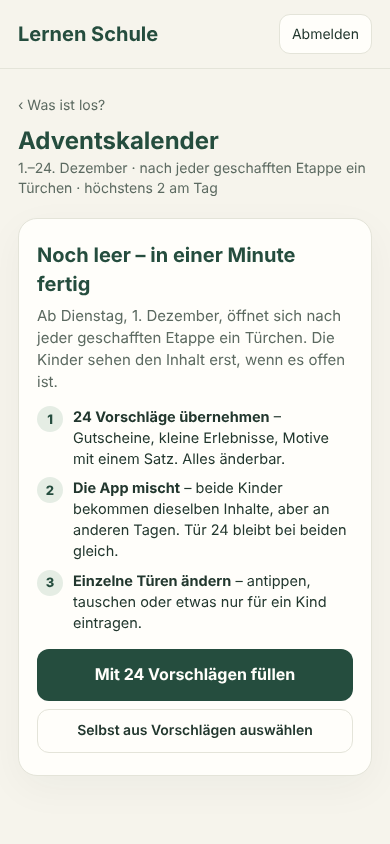 Lernen Schule
Abmelden
‹ Was ist los?
Adventskalender
1.–24. Dezember · nach jeder geschafften Etappe ein
Türchen · höchstens 2 am Tag
Noch leer – in einer Minute
fertig
Ab Dienstag, 1. Dezember, öffnet sich nach
jeder geschafften Etappe ein Türchen. Die
Kinder sehen den Inhalt erst, wenn es offen
ist.
1 24 Vorschläge übernehmen –
Gutscheine, kleine Erlebnisse, Motive
mit einem Satz. Alles änderbar.
2 Die App mischt – beide Kinder
bekommen dieselben Inhalte, aber an
anderen Tagen. Tür 24 bleibt bei beiden
gleich.
3 Einzelne Türen ändern – antippen,
tauschen oder etwas nur für ein Kind
eintragen.
Mit 24 Vorschlägen füllen
Selbst aus Vorschlägen auswählen